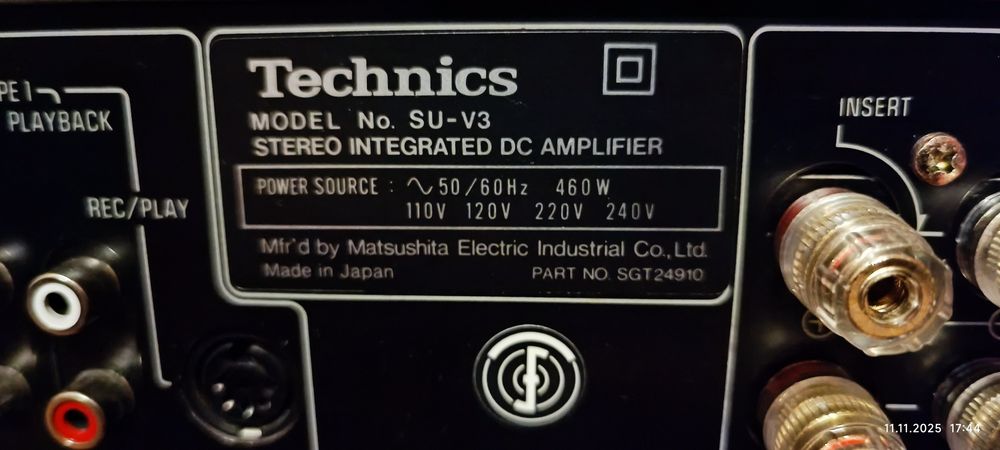 PE 1
PLAYBACK
REC/PLAY
Technics
MODEL No. SU-V3
STEREO INTEGRATED DC AMPLIFIER
POWER SOURCE : ∿ 50/60Hz 460W
110V 120V 220V 240V
Mfr'd by Matsushita Electric Industrial Co., Ltd.
Made in Japan PART NO. SGT24910
INSERT
11.11.2025 17:44